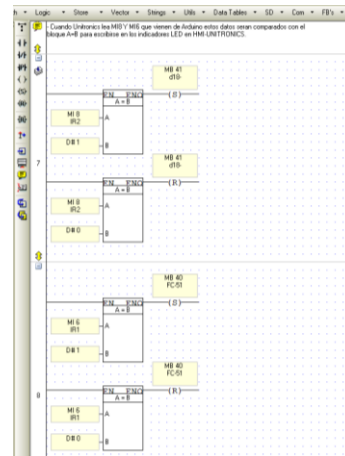 h Logic Store Vector Strings Utils Data Tables SD Com FB's
- Cuando Unitronics lea MI8 Y MI6 que vienen de Arduino estos datos seran comparados con el
bloque A=B para escribirse en los indicadores LED en HMI-UNITRONICS.
MB 41
d18-
EN ENO
A = B
(S)
MI 8
IR2
A
D# 1
B
7
MB 41
d18-
EN ENO
A = B
(R)
MI 8
IR2
A
D# 0
B
MB 40
FC-51
EN ENO
A = B
(S)
MI 6
IR1
A
D# 1
B
8
MB 40
FC-51
EN ENO
A = B
(R)
MI 6
IR1
A
D# 0
B